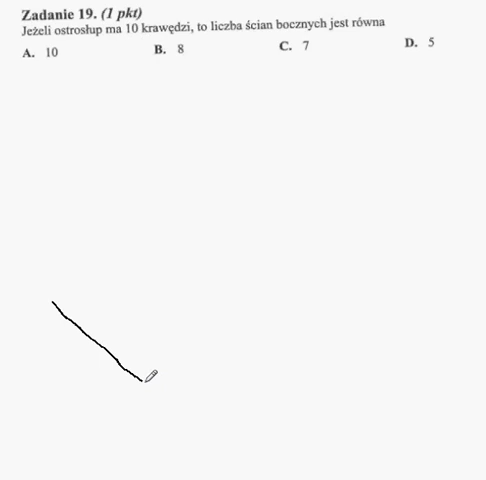 Zadanie 19. (1 pkt)
Jeżeli ostrosłup ma 10 krawędzi, to liczba ścian bocznych jest równa
A. 10 B. 8 C. 7 D. 5